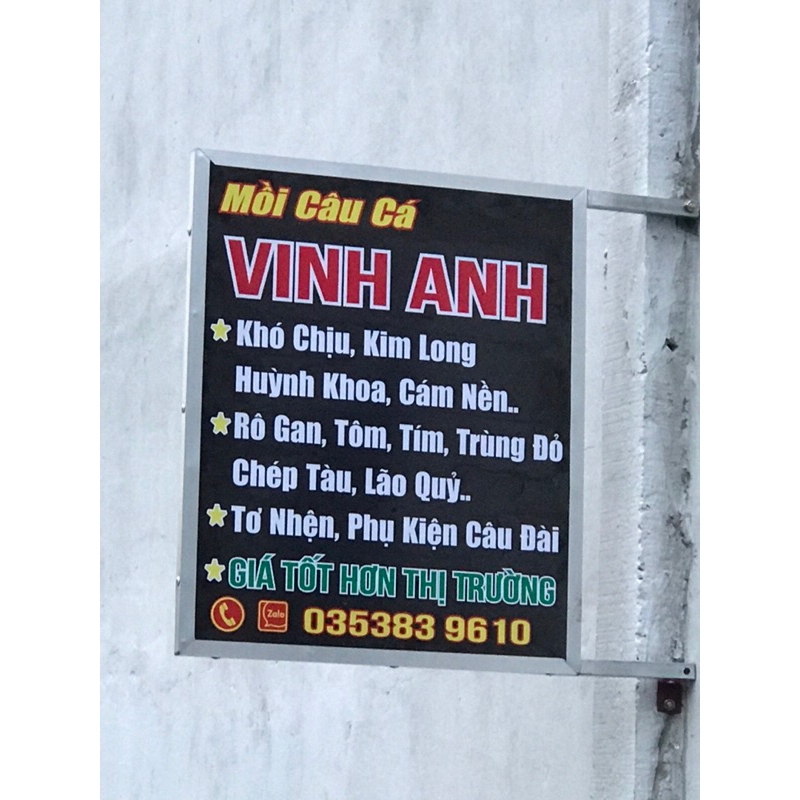 Mồi Câu Cá
VINH ANH
Khó Chịu, Kim Long
Huỳnh Khoa, Cám Nền..
Rô Gan, Tôm, Tím, Trùng Đỏ
Chép Tàu, Lão Quỷ..
Tơ Nhện, Phụ Kiện Câu Đài
GIÁ TỐT HƠN THỊ TRƯỜNG
Zalo 035383 9610